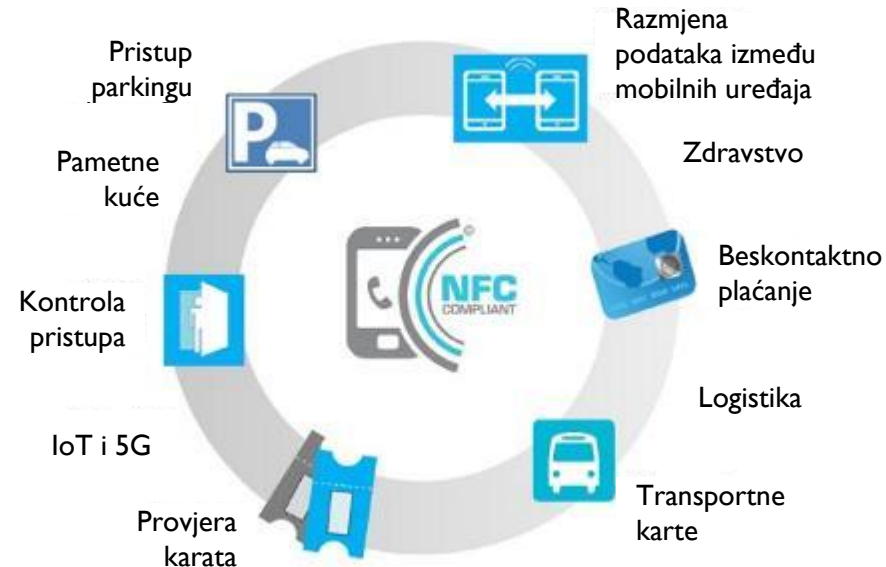 Razmjena
podataka između
mobilnih uređaja
Pristup
parkingu
P
Zdravstvo
Pametne
kuće
Beskontaktno
plaćanje
NFC
COMPLIANT
Kontrola
pristupa
Logistika
IoT i 5G
Transportne
karte
Provjera
karata